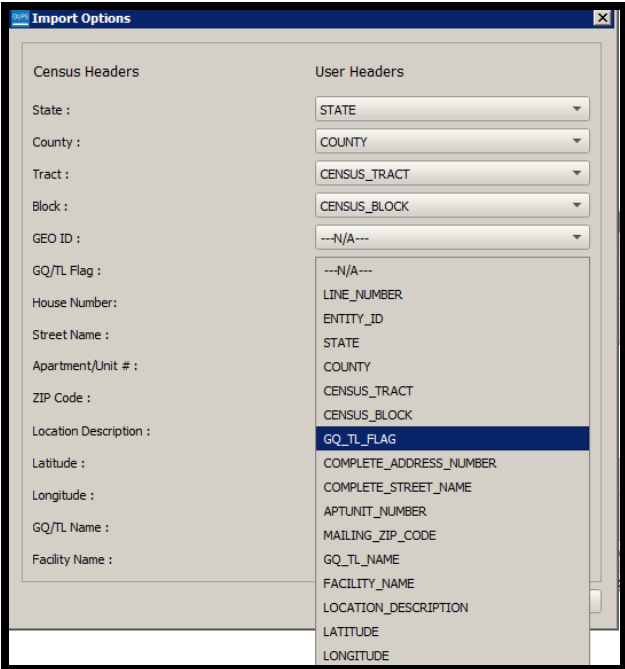 GUPS Import Options X
Census Headers User Headers
State : STATE
County : COUNTY
Tract : CENSUS_TRACT
Block : CENSUS_BLOCK
GEO ID : ---N/A---
GQ/TL Flag : ---N/A---
House Number: LINE_NUMBER
ENTITY_ID
Street Name : STATE
Apartment/Unit # : COUNTY
ZIP Code : CENSUS_TRACT
CENSUS_BLOCK
Location Description : GQ_TL_FLAG
Latitude : COMPLETE_ADDRESS_NUMBER
Longitude : COMPLETE_STREET_NAME
APTUNIT_NUMBER
GQ/TL Name : MAILING_ZIP_CODE
Facility Name : GQ_TL_NAME
FACILITY_NAME
LOCATION_DESCRIPTION
LATITUDE
LONGITUDE